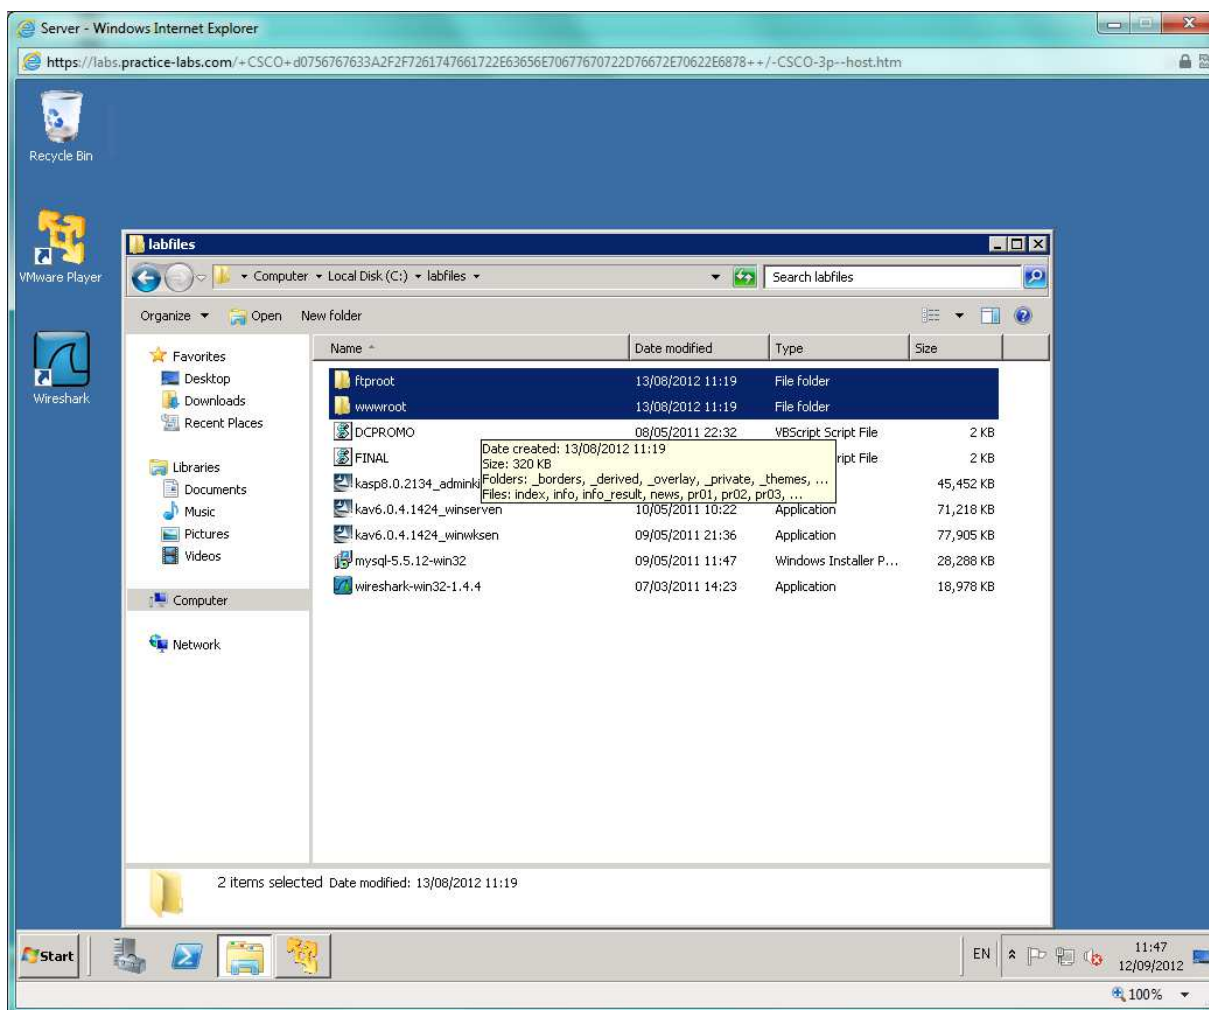 Server - Windows Internet Explorer
https://labs.practice-labs.com/+CSCO+d0756767633A2F2F7261747661722E63656E70677670722D76672E70622E6878++/-CSCO-3p--host.htm
Recycle Bin
VMware Player
Wireshark
labfiles
Computer Local Disk (C:) labfiles
Search labfiles
Organize Open New folder
Favorites
Desktop
Downloads
Recent Places
Libraries
Documents
Music
Pictures
Videos
Computer
Network
Name Date modified Type Size
ftproot 13/08/2012 11:19 File folder
wwwroot 13/08/2012 11:19 File folder
DCPROMO 08/05/2011 22:32 VBScript Script File 2 KB
FINAL ript File 2 KB
kasp8.0.2134_adminki 45,452 KB
kav6.0.4.1424_winserven 10/05/2011 10:22 Application 71,218 KB
kav6.0.4.1424_winwksen 09/05/2011 21:36 Application 77,905 KB
mysql-5.5.12-win32 09/05/2011 11:47 Windows Installer P... 28,288 KB
wireshark-win32-1.4.4 07/03/2011 14:23 Application 18,978 KB
Date created: 13/08/2012 11:19
Size: 320 KB
Folders: _borders, _derived, _overlay, _private, _themes, ...
Files: index, info, info_result, news, pr01, pr02, pr03, ...
2 items selected Date modified: 13/08/2012 11:19
Start
EN
11:47
12/09/2012
100%